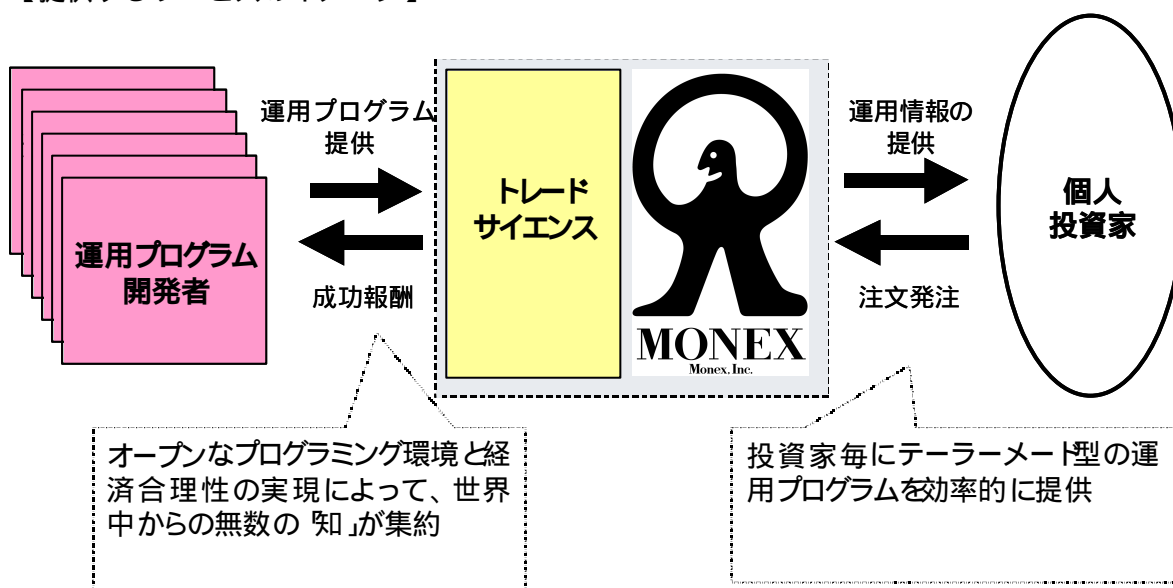 運用プログラム
提供
運用プログラム
開発者
成功報酬
トレード
サイエンス
MONEX
Monex, Inc.
運用情報の
提供
注文発注
個人
投資家
オープンなプログラミング環境と経
済合理性の実現によって、世界
中からの無数の「知」が集約
投資家毎にテーラーメート型の運
用プログラムを効率的に提供